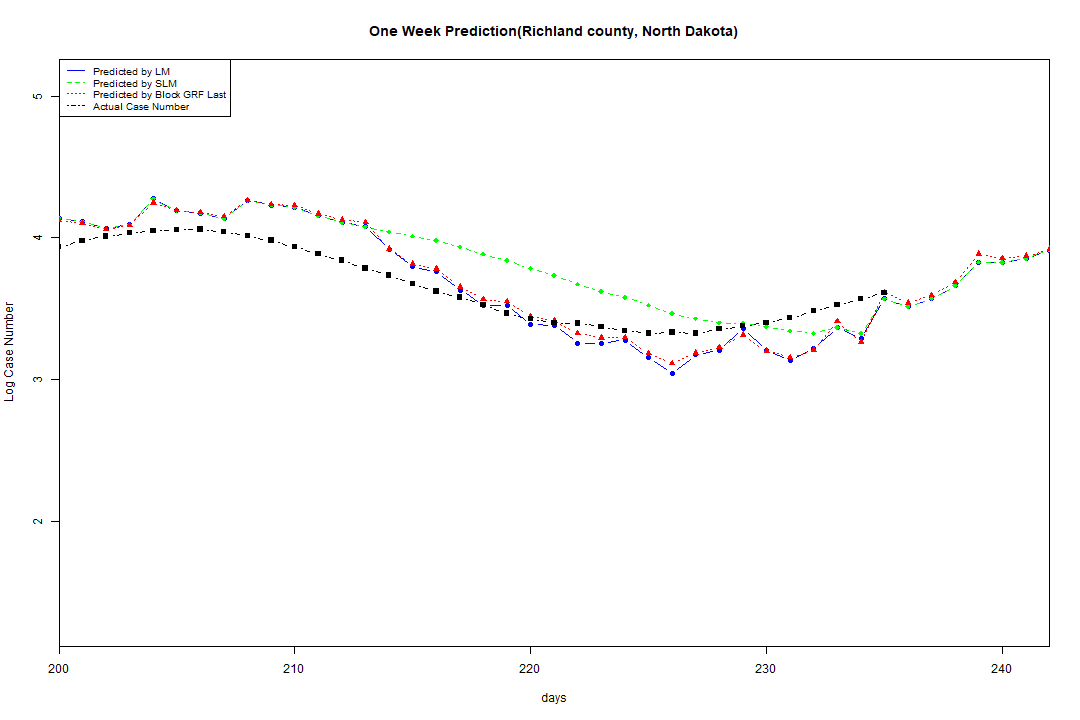 One Week Prediction(Richland county, North Dakota)
Predicted by LM
Predicted by SLM
Predicted by Block GRF Last
Actual Case Number
5
4
3
2
Log Case Number
200 210 220 230 240
days